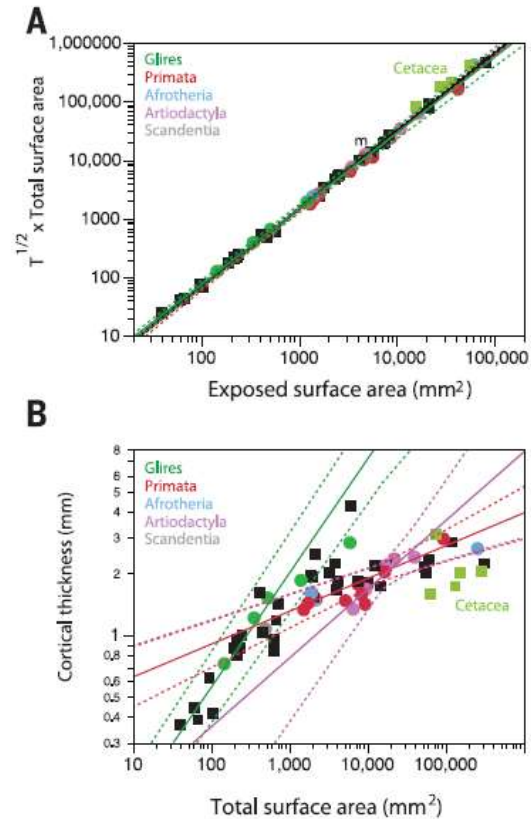 A
1,000000
100,000
10,000
1000
100
10
T^1/2 x Total surface area
Glires
Primata
Afrotheria
Artiodactyla
Scandentia
Cetacea
m
100 1000 10,000 100,000
Exposed surface area (mm²)
B
8
5
4
3
2
1
0.8
0.6
0.5
0.4
0.3
Cortical thickness (mm)
Glires
Primata
Afrotheria
Artiodactyla
Scandentia
Cetacea
10 100 1,000 10,000 100,000
Total surface area (mm²)